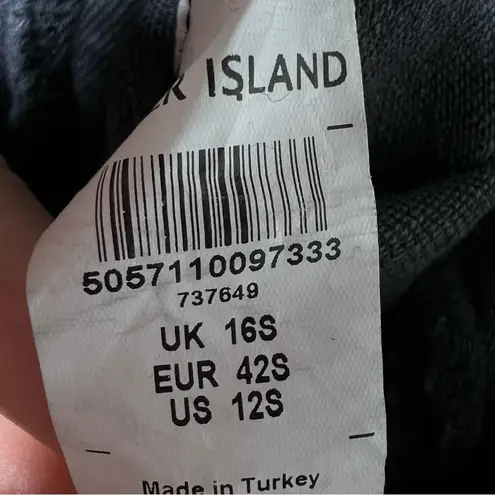 ISLAND
5057110097333
737649
UK 16S
EUR 42S
US 12S
Made in Turkey